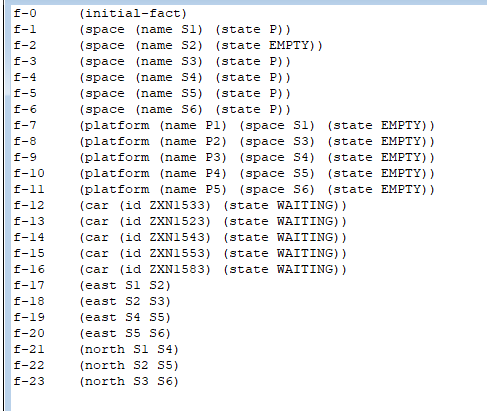 f-0 (initial-fact)
f-1 (space (name S1) (state P))
f-2 (space (name S2) (state EMPTY))
f-3 (space (name S3) (state P))
f-4 (space (name S4) (state P))
f-5 (space (name S5) (state P))
f-6 (space (name S6) (state P))
f-7 (platform (name P1) (space S1) (state EMPTY))
f-8 (platform (name P2) (space S3) (state EMPTY))
f-9 (platform (name P3) (space S4) (state EMPTY))
f-10 (platform (name P4) (space S5) (state EMPTY))
f-11 (platform (name P5) (space S6) (state EMPTY))
f-12 (car (id ZXN1533) (state WAITING))
f-13 (car (id ZXN1523) (state WAITING))
f-14 (car (id ZXN1543) (state WAITING))
f-15 (car (id ZXN1553) (state WAITING))
f-16 (car (id ZXN1583) (state WAITING))
f-17 (east S1 S2)
f-18 (east S2 S3)
f-19 (east S4 S5)
f-20 (east S5 S6)
f-21 (north S1 S4)
f-22 (north S2 S5)
f-23 (north S3 S6)